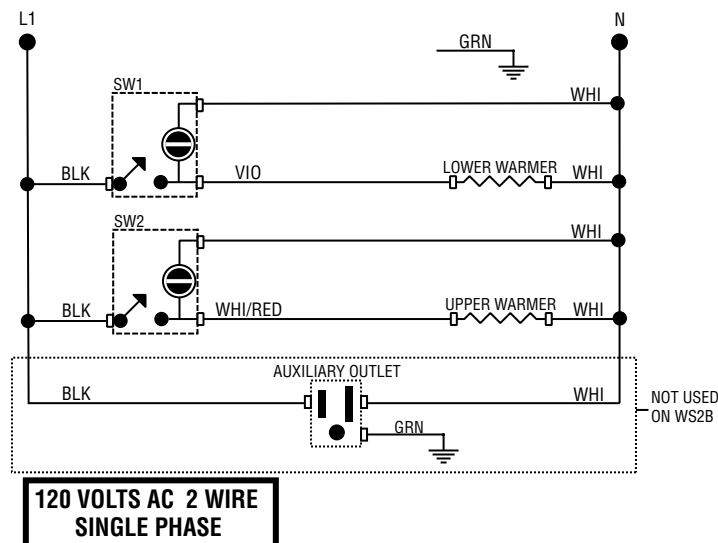 L1
N
GRN
SW1
WHI
BLK
VIO
LOWER WARMER
WHI
SW2
WHI
BLK
WHI/RED
UPPER WARMER
WHI
AUXILIARY OUTLET
BLK
WHI
NOT USED
ON WS2B
GRN
120 VOLTS AC 2 WIRE
SINGLE PHASE